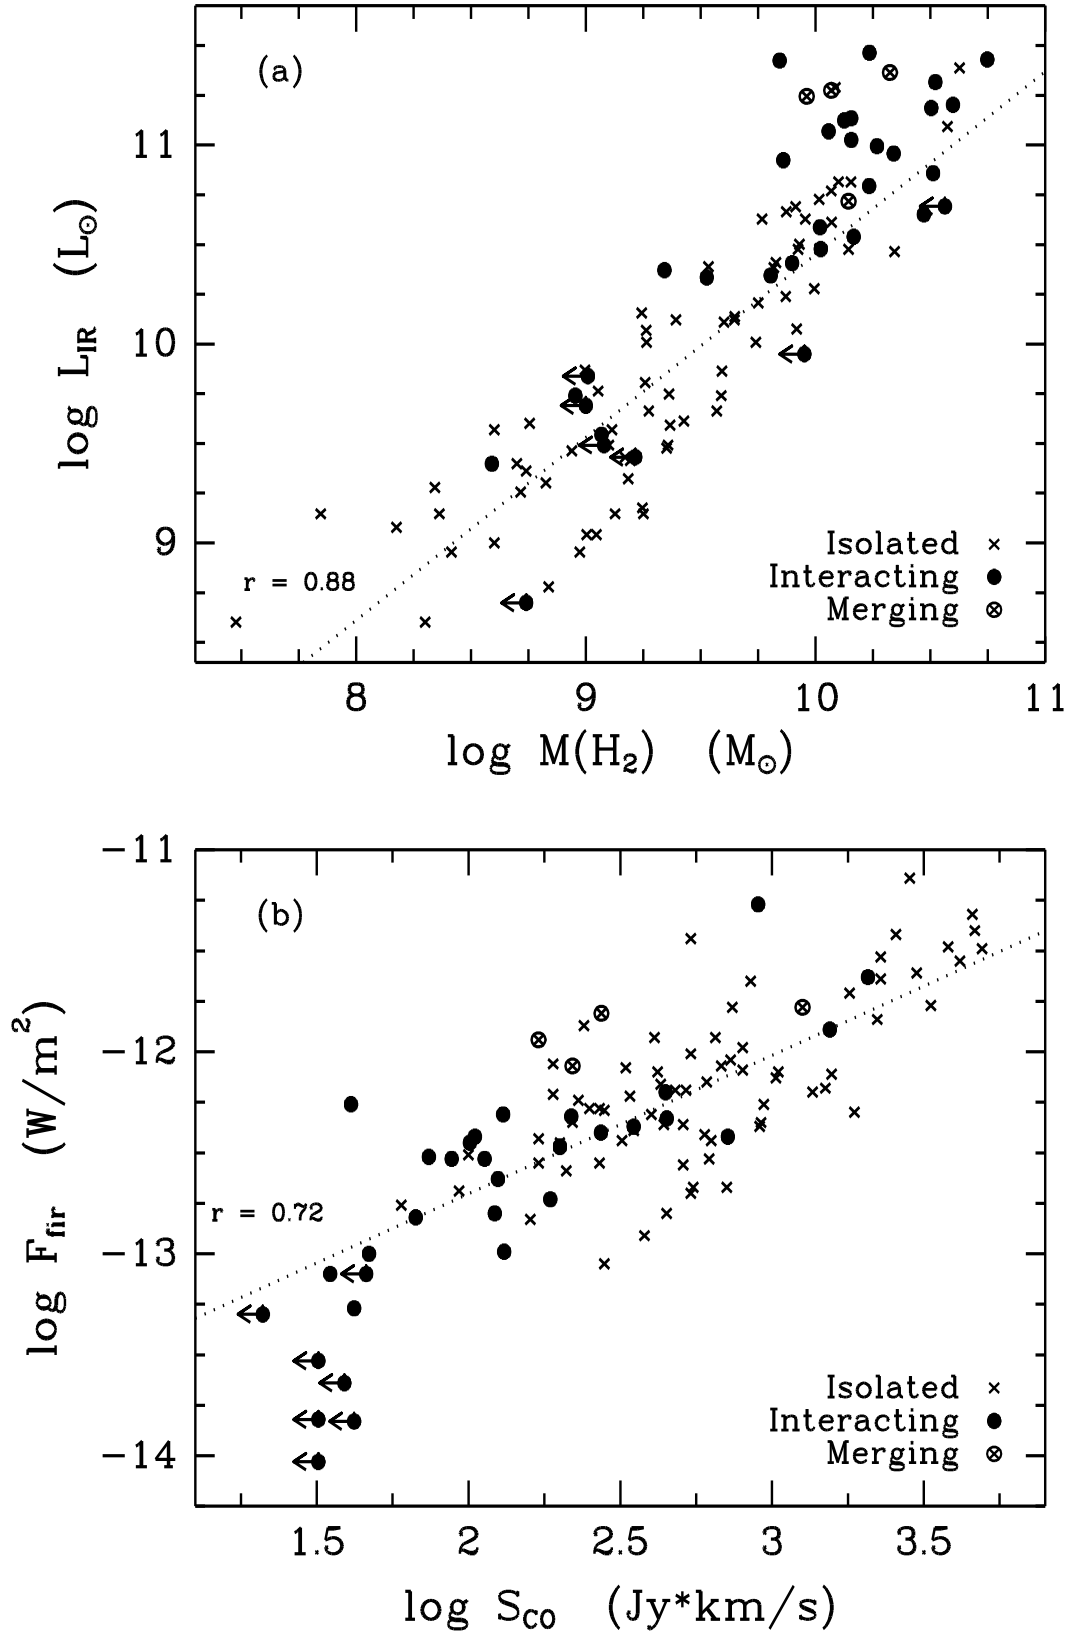 (a)
11
10
9
log L_IR (L⊙)
r = 0.88
Isolated ×
Interacting ●
Merging ⊗
8 9 10 11
log M(H₂) (M⊙)
−11
(b)
−12
−13
−14
log F_fir (W/m²)
r = 0.72
Isolated ×
Interacting ●
Merging ⊗
1.5 2 2.5 3 3.5
log S_CO (Jy*km/s)